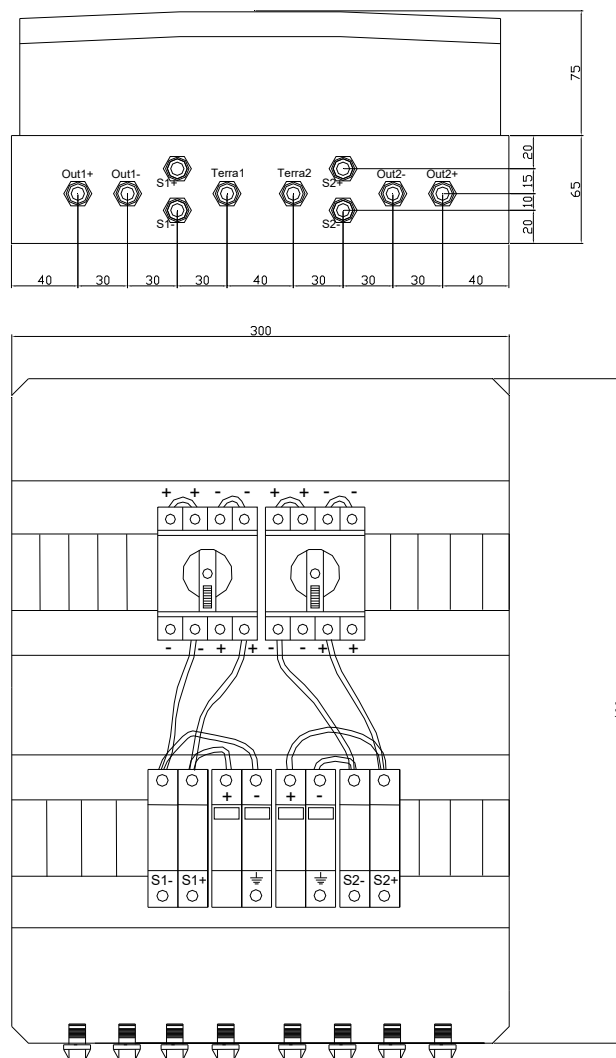 75
S1+ S2+
Out1+ Out1- Terra1 Terra2 Out2- Out2+
S1- S2-
20
15
10
20
65
40 30 30 30 40 30 30 30 40
300
+ + - - + + - -
- - + + - - + +
+ - + -
S1- S1+ S2- S2+